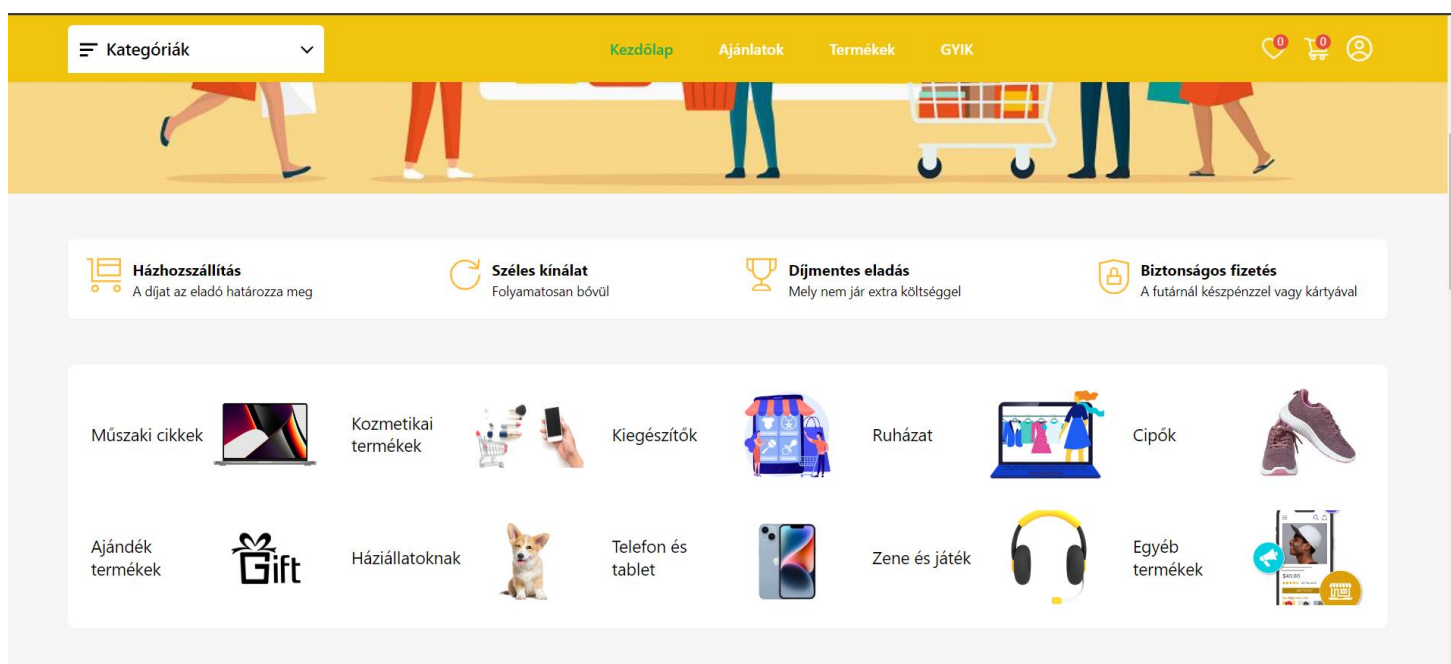 Kategóriák
Kezdőlap
Ajánlatok
Termékek
GYIK
0
0
Házhozszállítás
A díjat az eladó határozza meg
Széles kínálat
Folyamatosan bővül
Díjmentes eladás
Mely nem jár extra költséggel
Biztonságos fizetés
A futárnál készpénzzel vagy kártyával
Műszaki cikkek
Kozmetikai
termékek
Kiegészítők
Ruházat
Cipők
Ajándék
termékek
Gift
Háziállatoknak
Telefon és
tablet
Zene és játék
Egyéb
termékek
$40.80